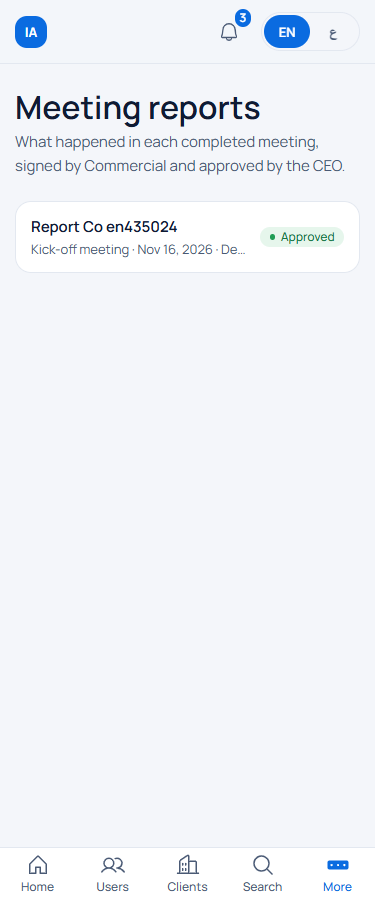 IA
3
EN
ع
Meeting reports
What happened in each completed meeting,
signed by Commercial and approved by the CEO.
Report Co en435024
Approved
Kick-off meeting · Nov 16, 2026 · De…
Home
Users
Clients
Search
More